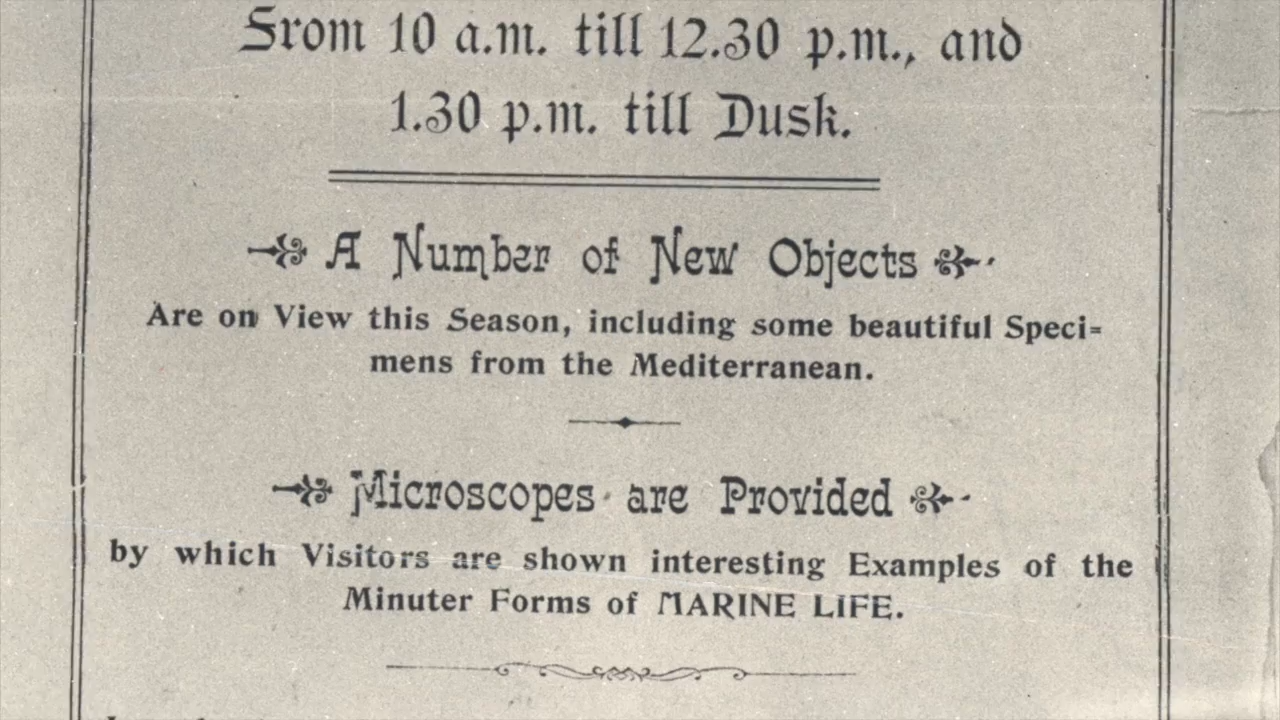 From 10 a.m. till 12.30 p.m., and
1.30 p.m. till Dusk.
A Number of New Objects
Are on View this Season, including some beautiful Speci=
mens from the Mediterranean.
Microscopes are Provided
by which Visitors are shown interesting Examples of the
Minuter Forms of MARINE LIFE.